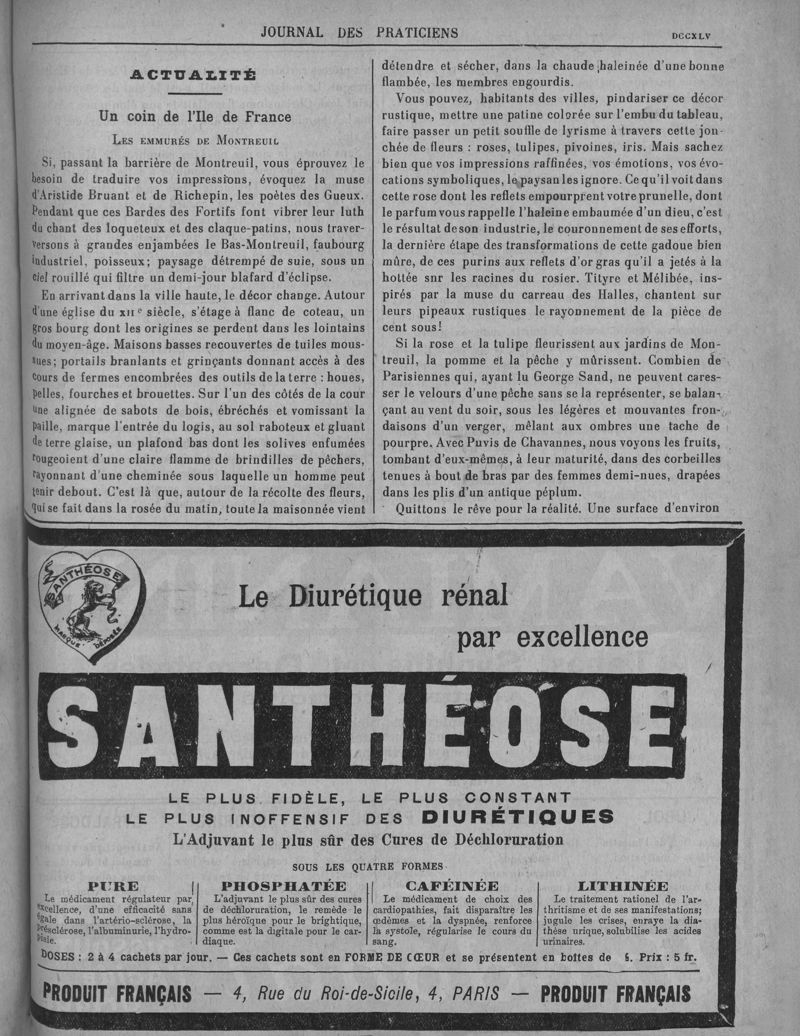 JOURNAL DES PRATICIENS
DCCXLV
ACTUALITÉ
Un coin de l'Ile de France
LES EMMURÉS DE MONTREUIL
Si, passant la barrière de Montreuil, vous éprouvez le
besoin de traduire vos impressions, évoquez la muse
d'Aristide Bruant et de Richepin, les poètes des Gueux.
Pendant que ces Bardes des Fortifs font vibrer leur luth
du chant des loqueteux et des claque-patins, nous traver-
versons à grandes enjambées le Bas-Montreuil, faubourg
industriel, poisseux; paysage détrempé de suie, sous un
ciel rouillé qui filtre un demi-jour blafard d'éclipse.
En arrivant dans la ville haute, le décor change. Autour
d'une église du XIIe siècle, s'étage à flanc de coteau, un
gros bourg dont les origines se perdent dans les lointains
du moyen-âge. Maisons basses recouvertes de tuiles mous-
sues; portails branlants et grinçants donnant accès à des
cours de fermes encombrées des outils de la terre : houes,
pelles, fourches et brouettes. Sur l'un des côtés de la cour
une alignée de sabots de bois, ébréchés et vomissant la
paille, marque l'entrée du logis, au sol raboteux et gluant
de terre glaise, un plafond bas dont les solives enfumées
rougeoient d'une claire flamme de brindilles de pêchers,
rayonnant d'une cheminée sous laquelle un homme peut
tenir debout. C'est là que, autour de la récolte des fleurs,
qui se fait dans la rosée du matin, toute la maisonnée vient
détendre et sécher, dans la chaude haleinée d'une bonne
flambée, les membres engourdis.
Vous pouvez, habitants des villes, pindariser ce décor
rustique, mettre une patine colorée sur l'embu du tableau,
faire passer un petit souffle de lyrisme à travers cette jon-
chée de fleurs : roses, tulipes, pivoines, iris. Mais sachez
bien que vos impressions raffinées, vos émotions, vos évo-
cations symboliques, le paysan les ignore. Ce qu'il voit dans
cette rose dont les reflets empourprent votre prunelle, dont
le parfum vous rappelle l'haleine embaumée d'un dieu, c'est
le résultat de son industrie, le couronnement de ses efforts,
la dernière étape des transformations de cette gadoue bien
mûre, de ces purins aux reflets d'or gras qu'il a jetés à la
hottée snr les racines du rosier. Tityre et Mélibée, ins-
pirés par la muse du carreau des Halles, chantent sur
leurs pipeaux rustiques le rayonnement de la pièce de
cent sous!
Si la rose et la tulipe fleurissent aux jardins de Mon-
treuil, la pomme et la pêche y mûrissent. Combien de
Parisiennes qui, ayant lu George Sand, ne peuvent cares-
ser le velours d'une pêche sans se la représenter, se balan-
çant au vent du soir, sous les légères et mouvantes fron-
daisons d'un verger, mêlant aux ombres une tache de
pourpre. Avec Puvis de Chavannes, nous voyons les fruits,
tombant d'eux-mêmes, à leur maturité, dans des corbeilles
tenues à bout de bras par des femmes demi-nues, drapées
dans les plis d'un antique péplum.
Quittons le rêve pour la réalité. Une surface d'environ
SANTHÉOSE
MARQUE DÉPOSÉE
Le Diurétique rénal
par excellence
SANTHÉOSE
LE PLUS FIDÈLE, LE PLUS CONSTANT
LE PLUS INOFFENSIF DES DIURÉTIQUES
L'Adjuvant le plus sûr des Cures de Déchloruration
SOUS LES QUATRE FORMES
PURE
Le médicament régulateur par
excellence, d'une efficacité sans
égale dans l'artério-sclérose, la
présclérose, l'albuminurie, l'hydro-
pisie.
PHOSPHATÉE
L'adjuvant le plus sûr des cures
de déchloruration, le remède le
plus héroïque pour le brightique,
comme est la digitale pour le car-
diaque.
CAFÉINÉE
Le médicament de choix des
cardiopathies, fait disparaître les
œdèmes et la dyspnée, renforce
la systole, régularise le cours du
sang.
LITHINÉE
Le traitement rationel de l'ar-
thritisme et de ses manifestations;
jugule les crises, enraye la dia-
thèse urique, solubilise les acides
urinaires.
DOSES : 2 à 4 cachets par jour. — Ces cachets sont en FORME DE CŒUR et se présentent en boîtes de Prix : 5 fr.
PRODUIT FRANÇAIS — 4, Rue du Roi-de-Sicile, 4, PARIS — PRODUIT FRANÇAIS